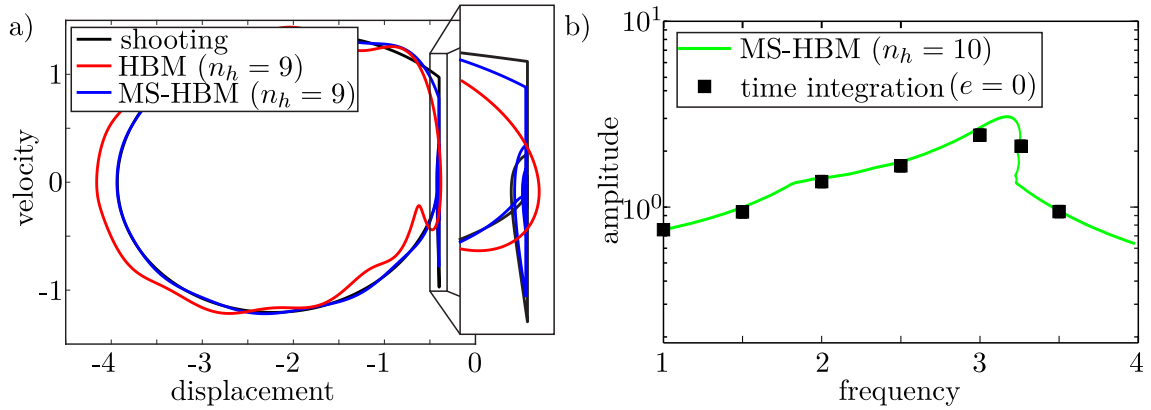 a)
shooting
HBM (n_h = 9)
MS-HBM (n_h = 9)
velocity
1
0
-1
-4
-3
-2
-1
0
displacement
b)
MS-HBM (n_h = 10)
time integration (e = 0)
amplitude
10^1
10^0
1
2
3
4
frequency